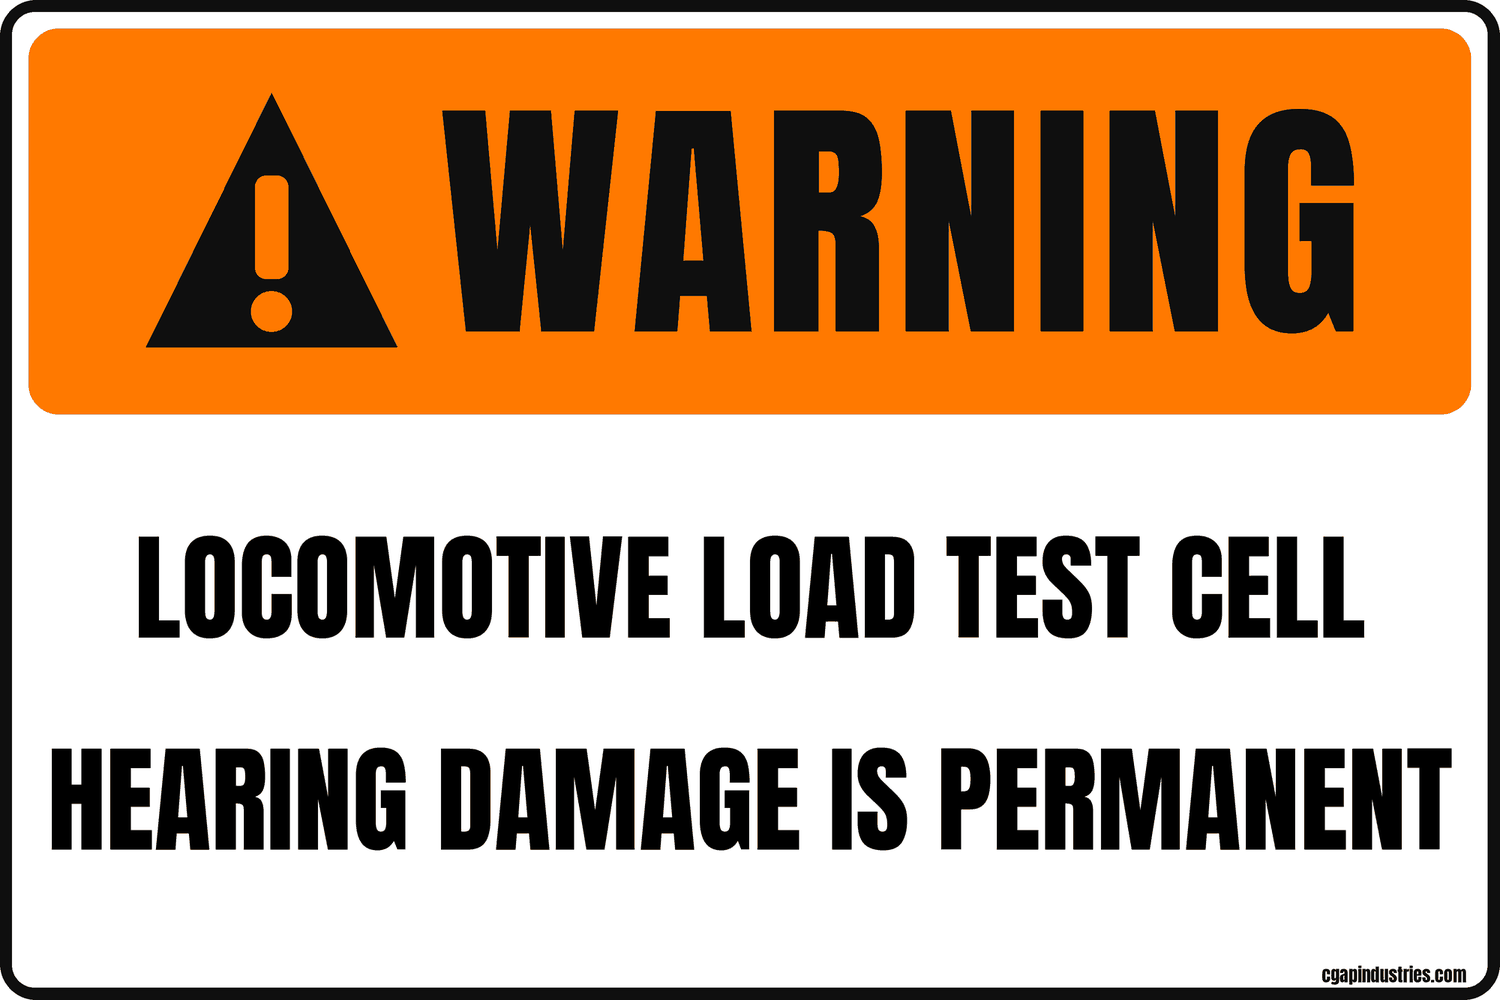 WARNING
LOCOMOTIVE LOAD TEST CELL
HEARING DAMAGE IS PERMANENT
cgapindustries.com